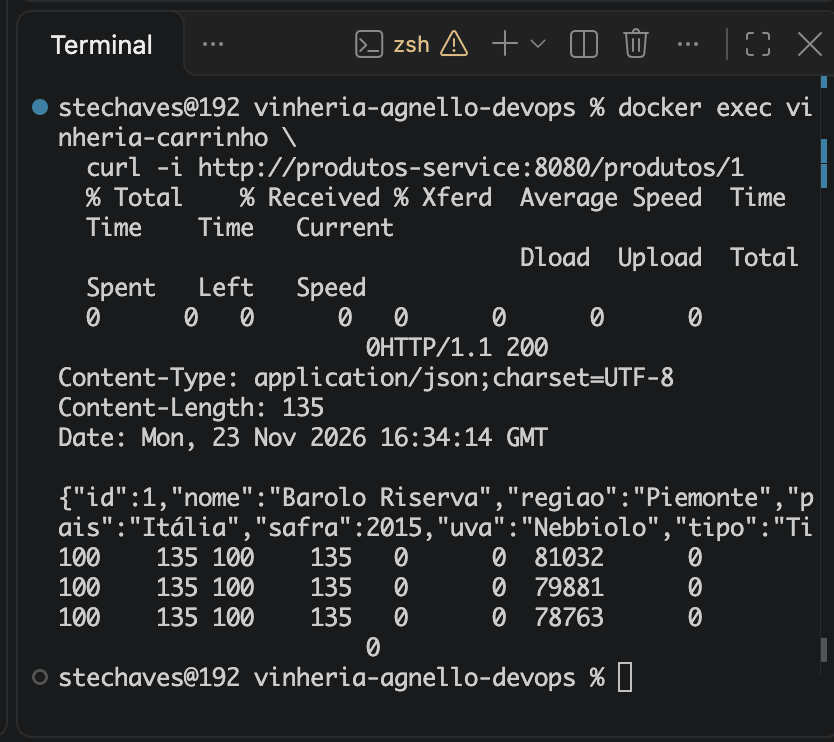 Terminal ... zsh
stechaves@192 vinheria-agnello-devops % docker exec vi
nheria-carrinho \
curl -i http://produtos-service:8080/produtos/1
% Total    % Received % Xferd  Average Speed  Time
Time    Time   Current
Dload  Upload  Total
Spent   Left   Speed
0      0   0      0   0      0      0      0
0HTTP/1.1 200
Content-Type: application/json;charset=UTF-8
Content-Length: 135
Date: Mon, 23 Nov 2026 16:34:14 GMT
{"id":1,"nome":"Barolo Riserva","regiao":"Piemonte","p
ais":"Itália","safra":2015,"uva":"Nebbiolo","tipo":"Ti
100    135 100    135   0      0  81032      0
100    135 100    135   0      0  79881      0
100    135 100    135   0      0  78763      0
0
stechaves@192 vinheria-agnello-devops %